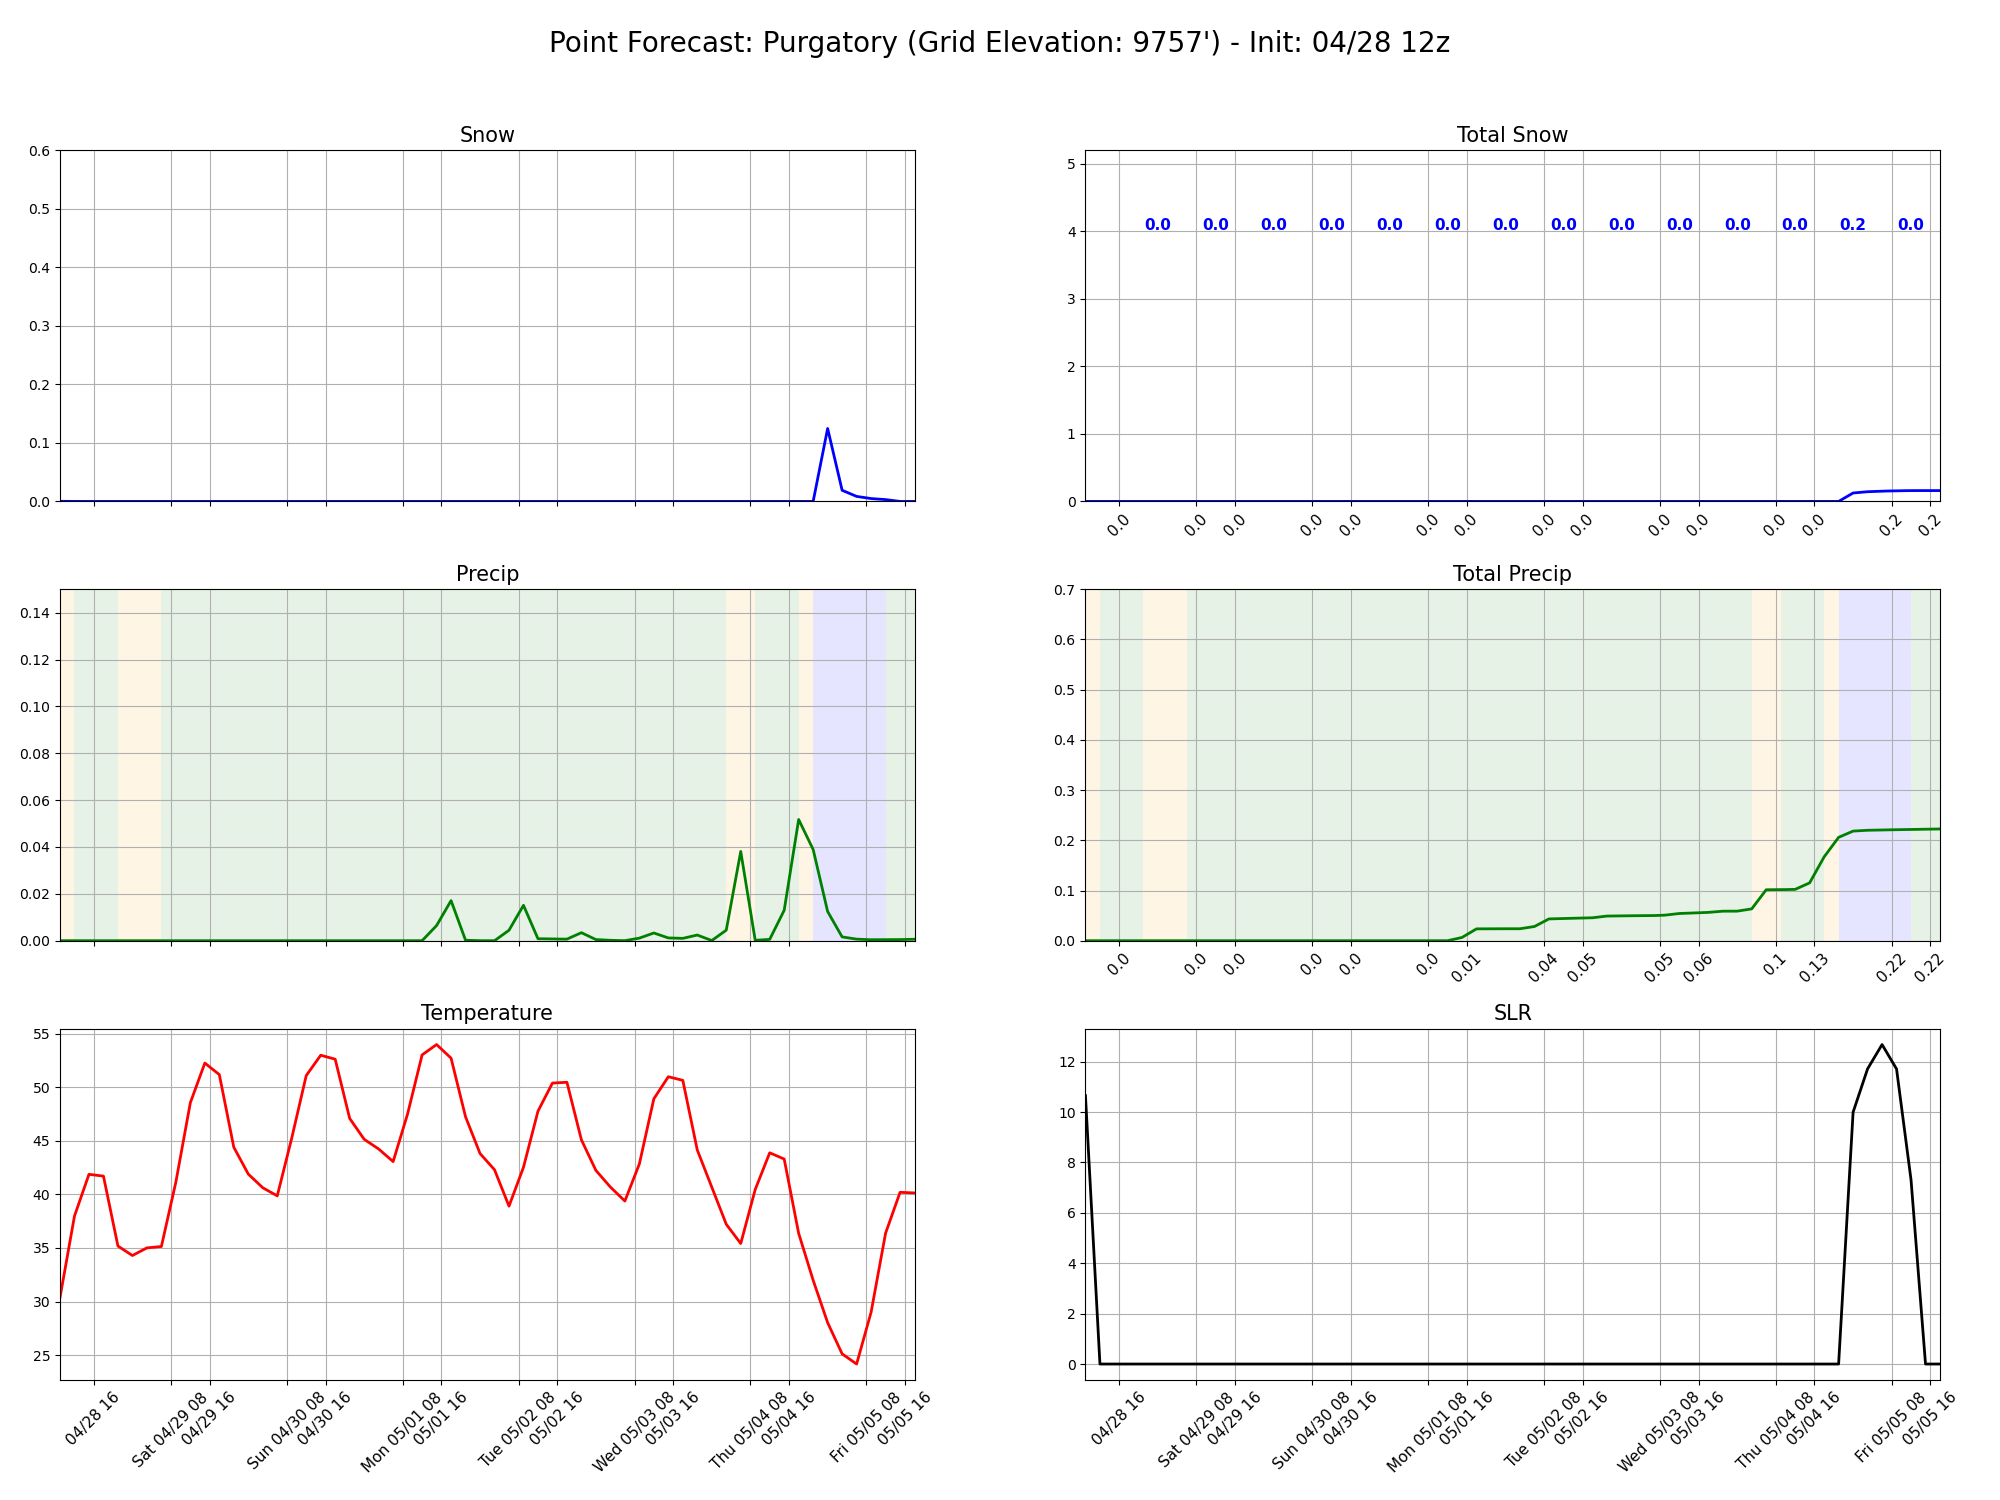 Point Forecast: Purgatory (Grid Elevation: 9757') - Init: 04/28 12z
Snow
0.6
0.5
0.4
0.3
0.2
0.1
0.0
Total Snow
5
4
3
2
1
0
0.0 0.0 0.0 0.0 0.0 0.0 0.0 0.0 0.0 0.0 0.0 0.0 0.2 0.0
0.0 0.0 0.0 0.0 0.0 0.0 0.0 0.0 0.0 0.0 0.0 0.0 0.0 0.2 0.2
Precip
0.14
0.12
0.10
0.08
0.06
0.04
0.02
0.00
Total Precip
0.7
0.6
0.5
0.4
0.3
0.2
0.1
0.0
0.0 0.0 0.0 0.0 0.0 0.0 0.01 0.04 0.05 0.05 0.06 0.1 0.13 0.22 0.22
Temperature
55
50
45
40
35
30
25
04/28 16
Sat 04/29 08
04/29 16
Sun 04/30 08
04/30 16
Mon 05/01 08
05/01 16
Tue 05/02 08
05/02 16
Wed 05/03 08
05/03 16
Thu 05/04 08
05/04 16
Fri 05/05 08
05/05 16
SLR
12
10
8
6
4
2
0
04/28 16
Sat 04/29 08
04/29 16
Sun 04/30 08
04/30 16
Mon 05/01 08
05/01 16
Tue 05/02 08
05/02 16
Wed 05/03 08
05/03 16
Thu 05/04 08
05/04 16
Fri 05/05 08
05/05 16